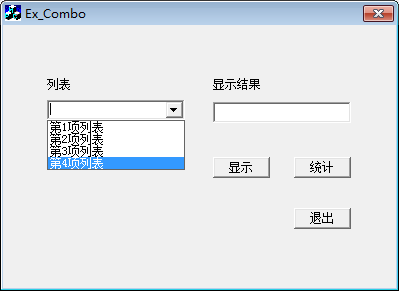 Ex_Combo
列表
显示结果
第1项列表
第2项列表
第3项列表
第4项列表
显示
统计
退出